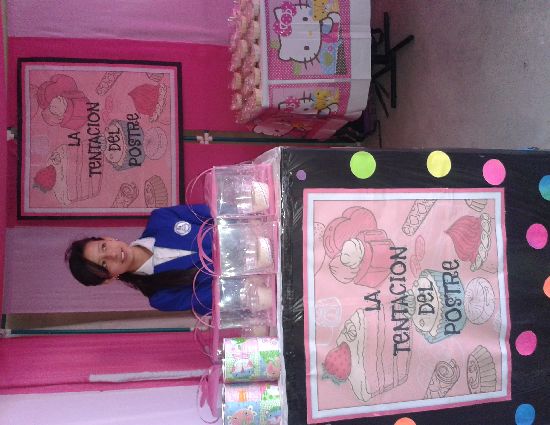 LA
TENTACION
DEL
POSTRE
LA
TENTACION
DEL
POSTRE